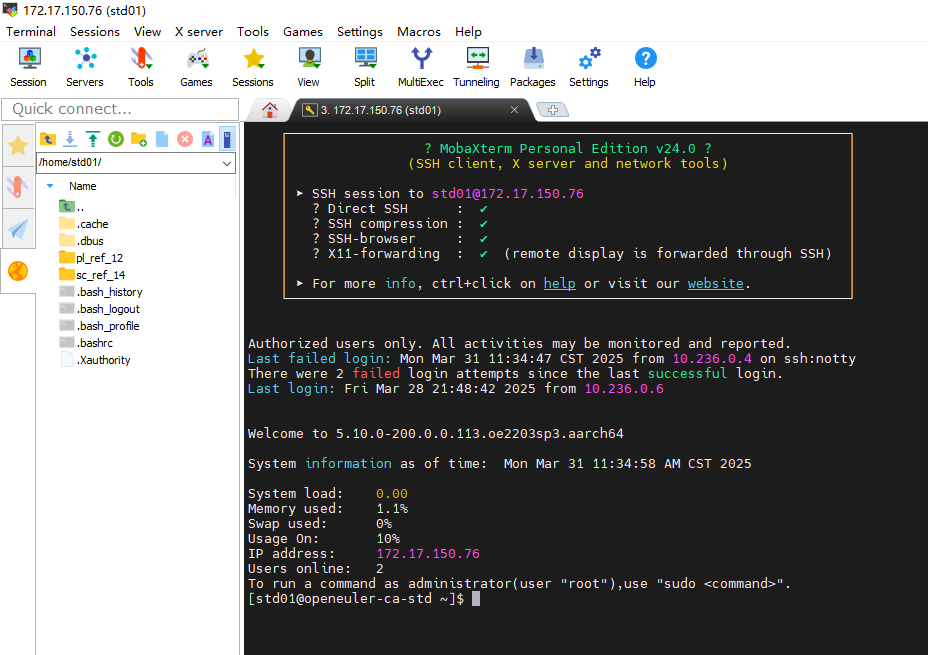 172.17.150.76 (std01)
Terminal Sessions View X server Tools Games Settings Macros Help
Session Servers Tools Games Sessions View Split MultiExec Tunneling Packages Settings Help
Quick connect...
3. 172.17.150.76 (std01)
/home/std01/
Name
..
.cache
.dbus
pl_ref_12
sc_ref_14
.bash_history
.bash_logout
.bash_profile
.bashrc
.Xauthority
? MobaXterm Personal Edition v24.0 ?
(SSH client, X server and network tools)
➤ SSH session to std01@172.17.150.76
? Direct SSH : ✔
? SSH compression : ✔
? SSH-browser : ✔
? X11-forwarding : ✔ (remote display is forwarded through SSH)
➤ For more info, ctrl+click on help or visit our website.
Authorized users only. All activities may be monitored and reported.
Last failed login: Mon Mar 31 11:34:47 CST 2025 from 10.236.0.4 on ssh:notty
There were 2 failed login attempts since the last successful login.
Last login: Fri Mar 28 21:48:42 2025 from 10.236.0.6
Welcome to 5.10.0-200.0.0.113.oe2203sp3.aarch64
System information as of time: Mon Mar 31 11:34:58 AM CST 2025
System load: 0.00
Memory used: 1.1%
Swap used: 0%
Usage On: 10%
IP address: 172.17.150.76
Users online: 2
To run a command as administrator(user "root"),use "sudo <command>".
[std01@openeuler-ca-std ~]$